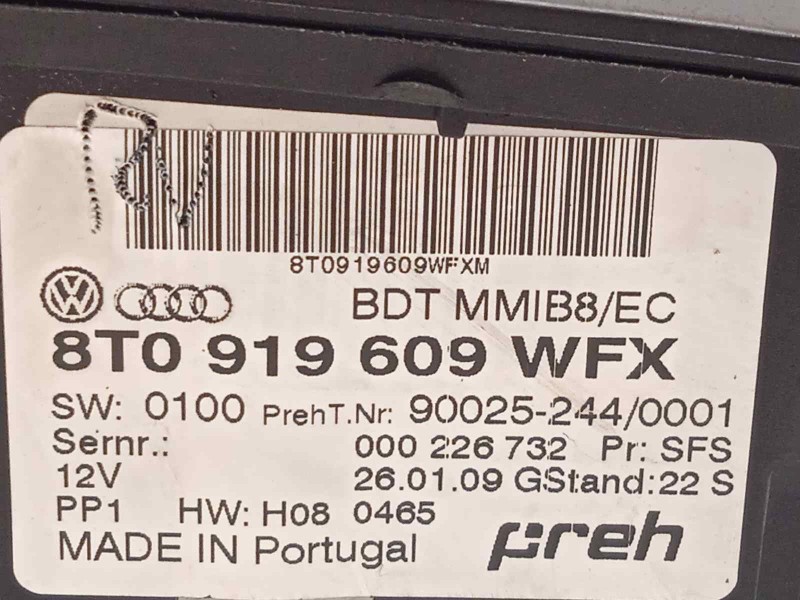 8T0919609WFXM
BDT MMIB8/EC
8T0 919 609 WFX
SW: 0100 PrehT.Nr: 90025-244/0001
Sernr.: 000 226 732 Pr: SFS
12V 26.01.09 GStand:22 S
PP1 HW: H08 0465
MADE IN Portugal preh